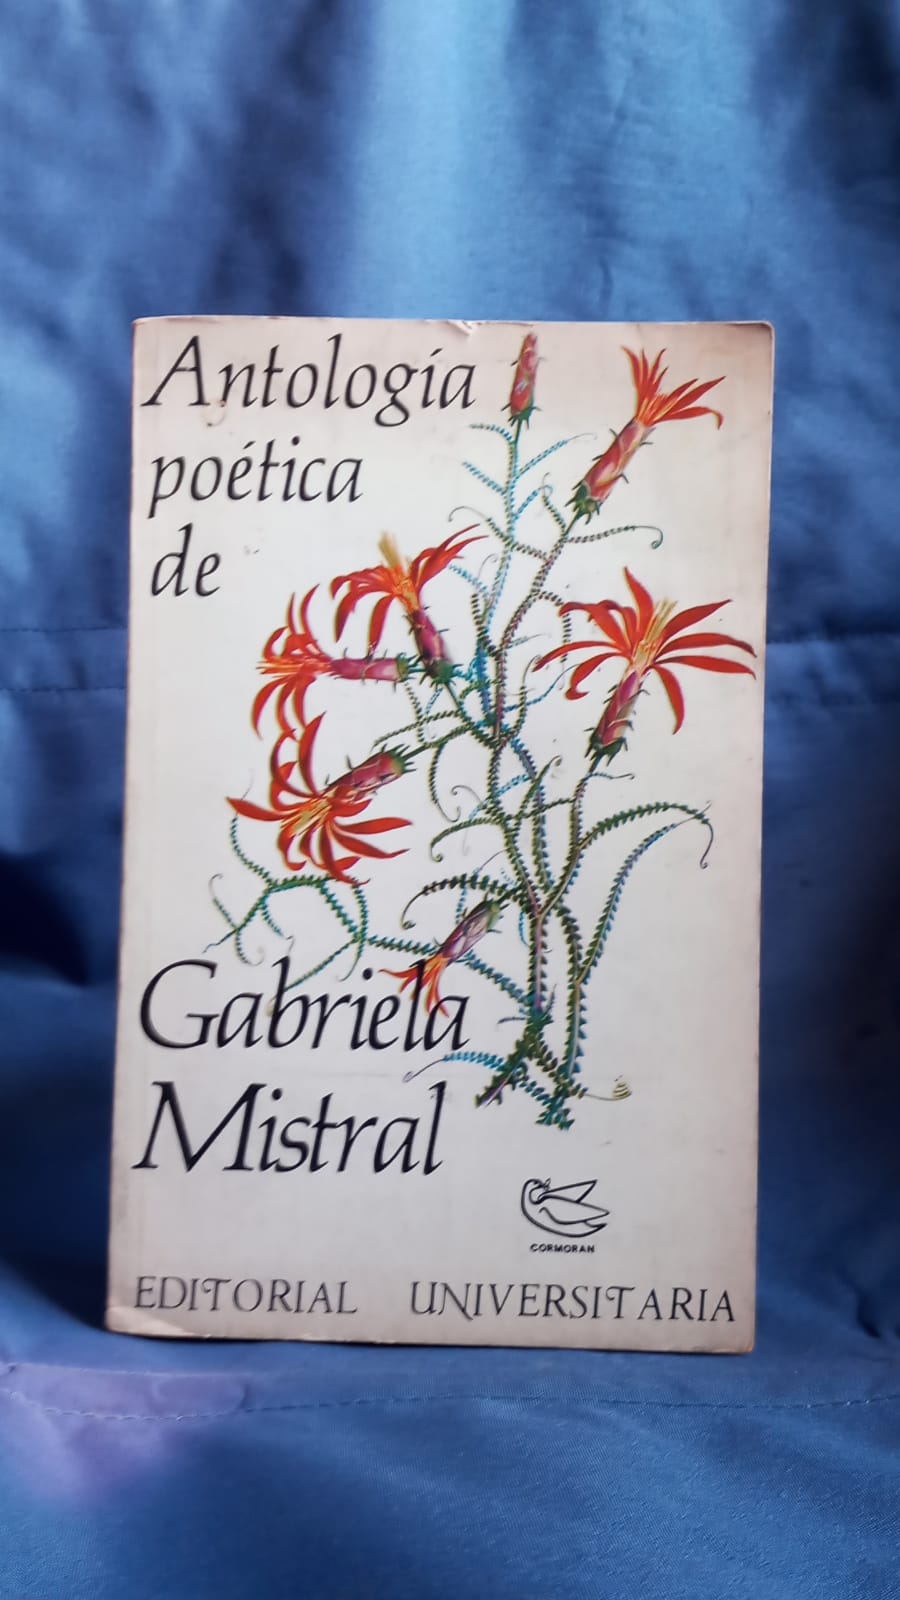 Antología
poética
de
Gabriela
Mistral
CORMORAN
EDITORIAL UNIVERSITARIA